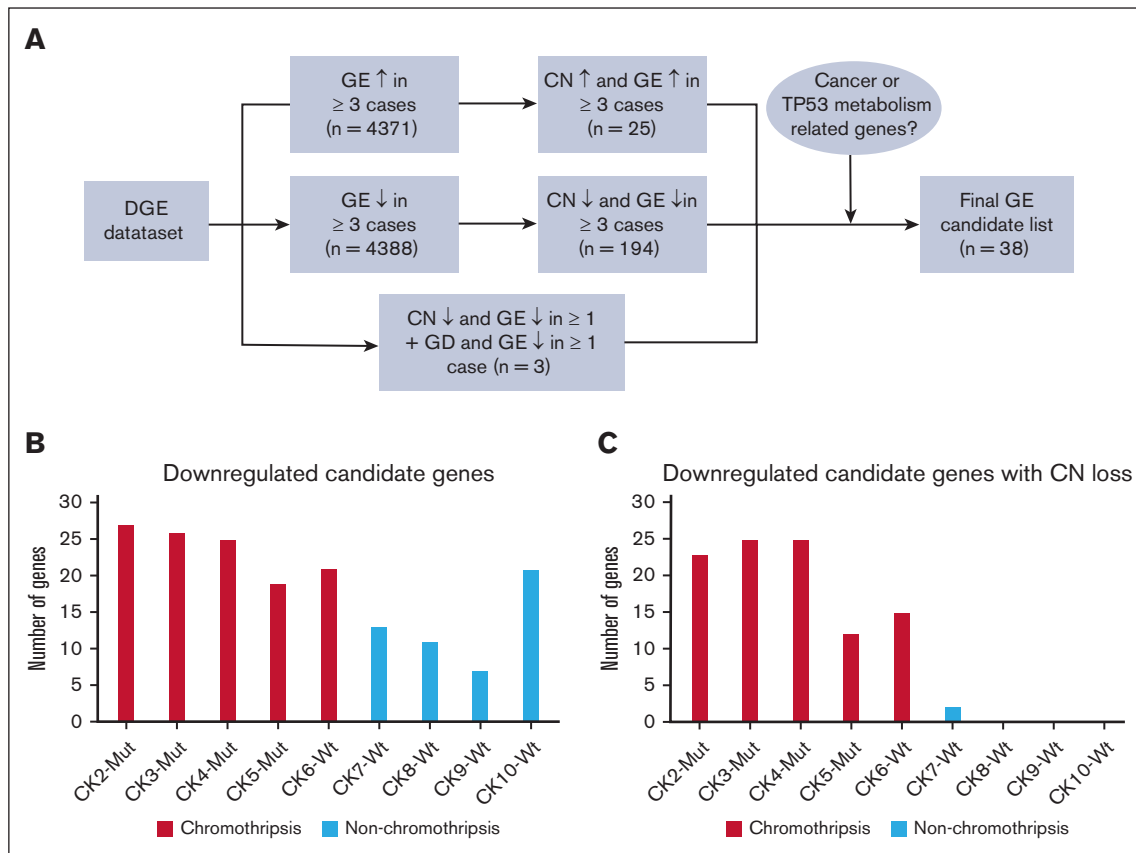 A
GE ↑ in
≥ 3 cases
(n = 4371)
CN ↑ and GE ↑ in
≥ 3 cases
(n = 25)
Cancer or
TP53 metabolism
related genes?
DGE
datataset
GE ↓ in
≥ 3 cases
(n = 4388)
CN ↓ and GE ↓in
≥ 3 cases
(n = 194)
Final GE
candidate list
(n = 38)
CN ↓ and GE ↓ in ≥ 1
+ GD and GE ↓ in ≥ 1
case (n = 3)
B
Downregulated candidate genes
Number of genes
30
25
20
15
10
5
0
CK2-Mut
CK3-Mut
CK4-Mut
CK5-Mut
CK6-Wt
CK7-Wt
CK8-Wt
CK9-Wt
CK10-Wt
Chromothripsis
Non-chromothripsis
C
Downregulated candidate genes with CN loss
Number of genes
30
25
20
15
10
5
0
CK2-Mut
CK3-Mut
CK4-Mut
CK5-Mut
CK6-Wt
CK7-Wt
CK8-Wt
CK9-Wt
CK10-Wt
Chromothripsis
Non-chromothripsis